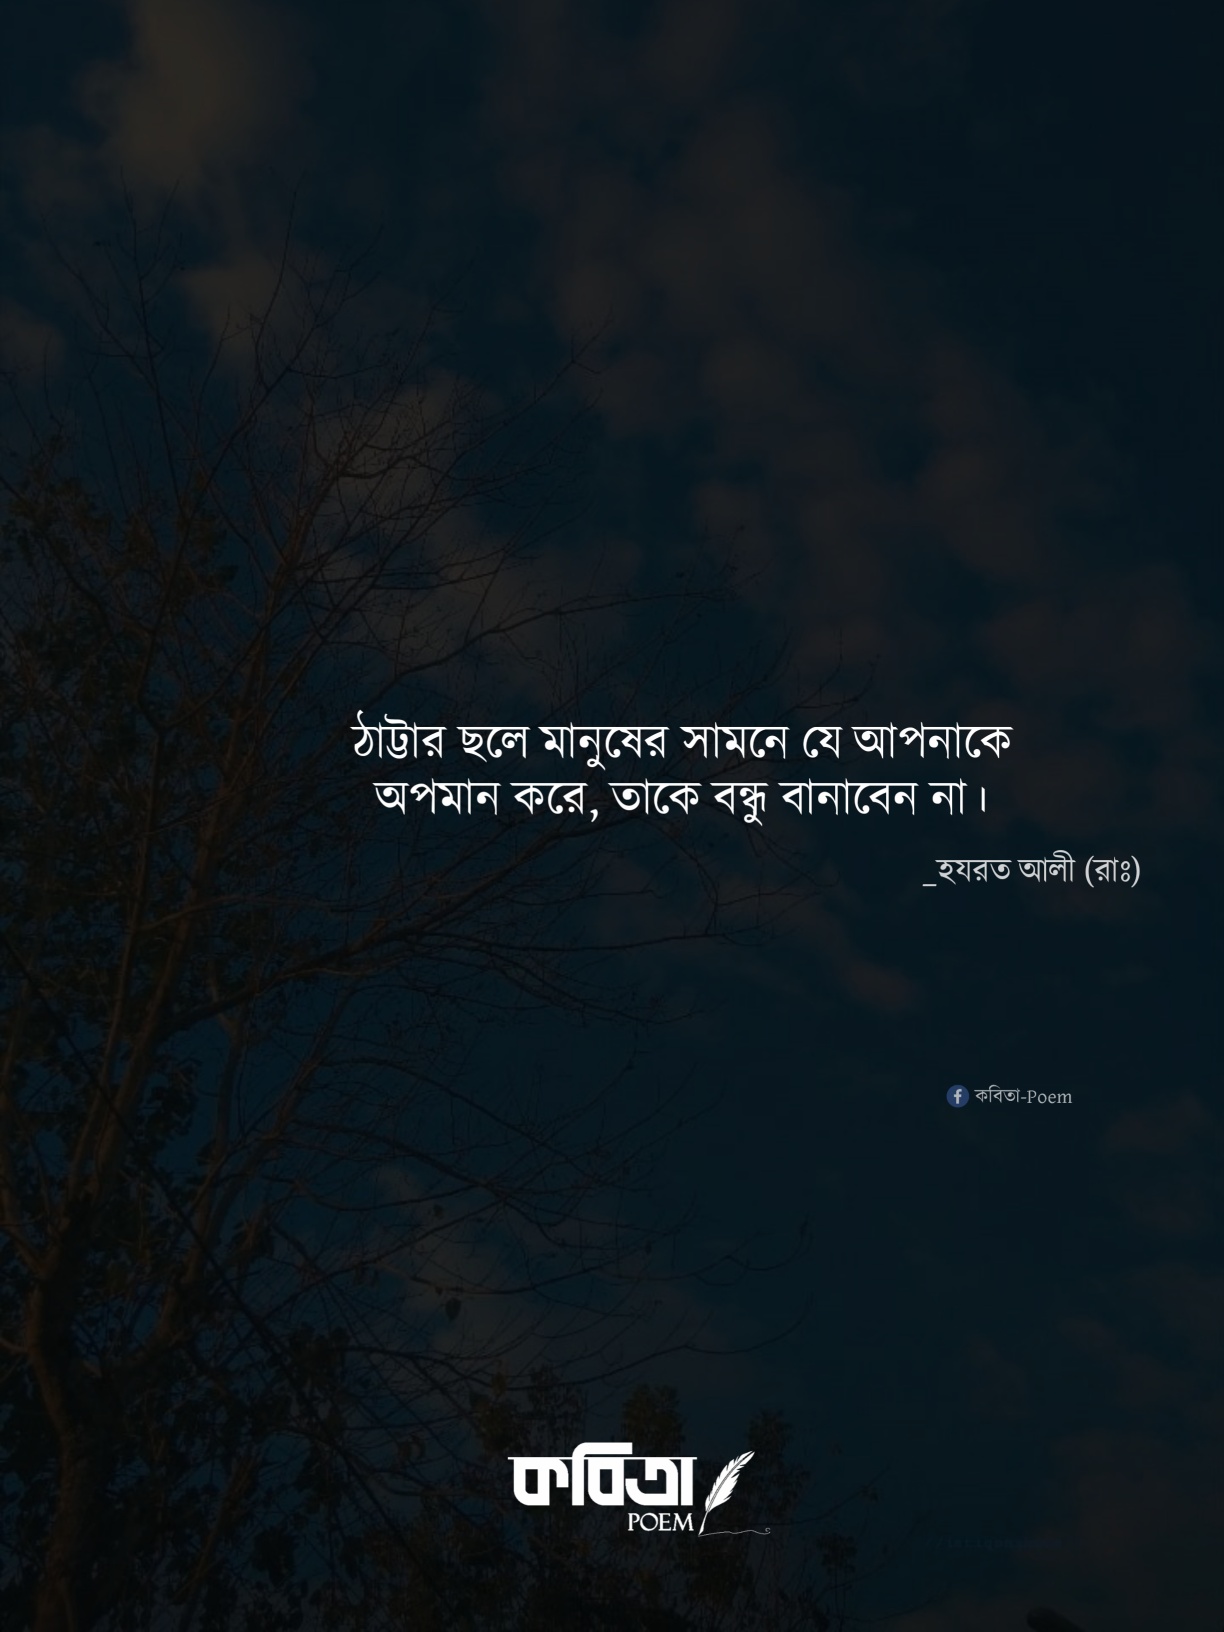 ঠাট্টার ছলে মানুষের সামনে যে আপনাকে
অপমান করে, তাকে বন্ধু বানাবেন না।
_হযরত আলী (রাঃ)
কবিতা-Poem
কবিতা
POEM